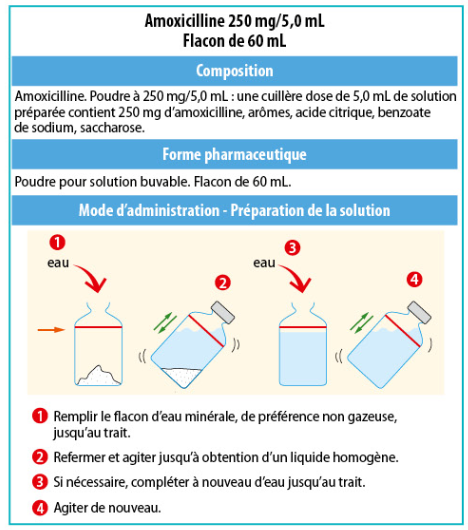 Amoxicilline 250 mg/5,0 mL
Flacon de 60 mL
Composition
Amoxicilline. Poudre à 250 mg/5,0 mL : une cuillère dose de 5,0 mL de solution
préparée contient 250 mg d’amoxicilline, arômes, acide citrique, benzoate
de sodium, saccharose.
Forme pharmaceutique
Poudre pour solution buvable. Flacon de 60 mL.
Mode d’administration - Préparation de la solution
1
eau
2
3
eau
4
1 Remplir le flacon d’eau minérale, de préférence non gazeuse,
jusqu’au trait.
2 Refermer et agiter jusqu’à obtention d’un liquide homogène.
3 Si nécessaire, compléter à nouveau d’eau jusqu’au trait.
4 Agiter de nouveau.